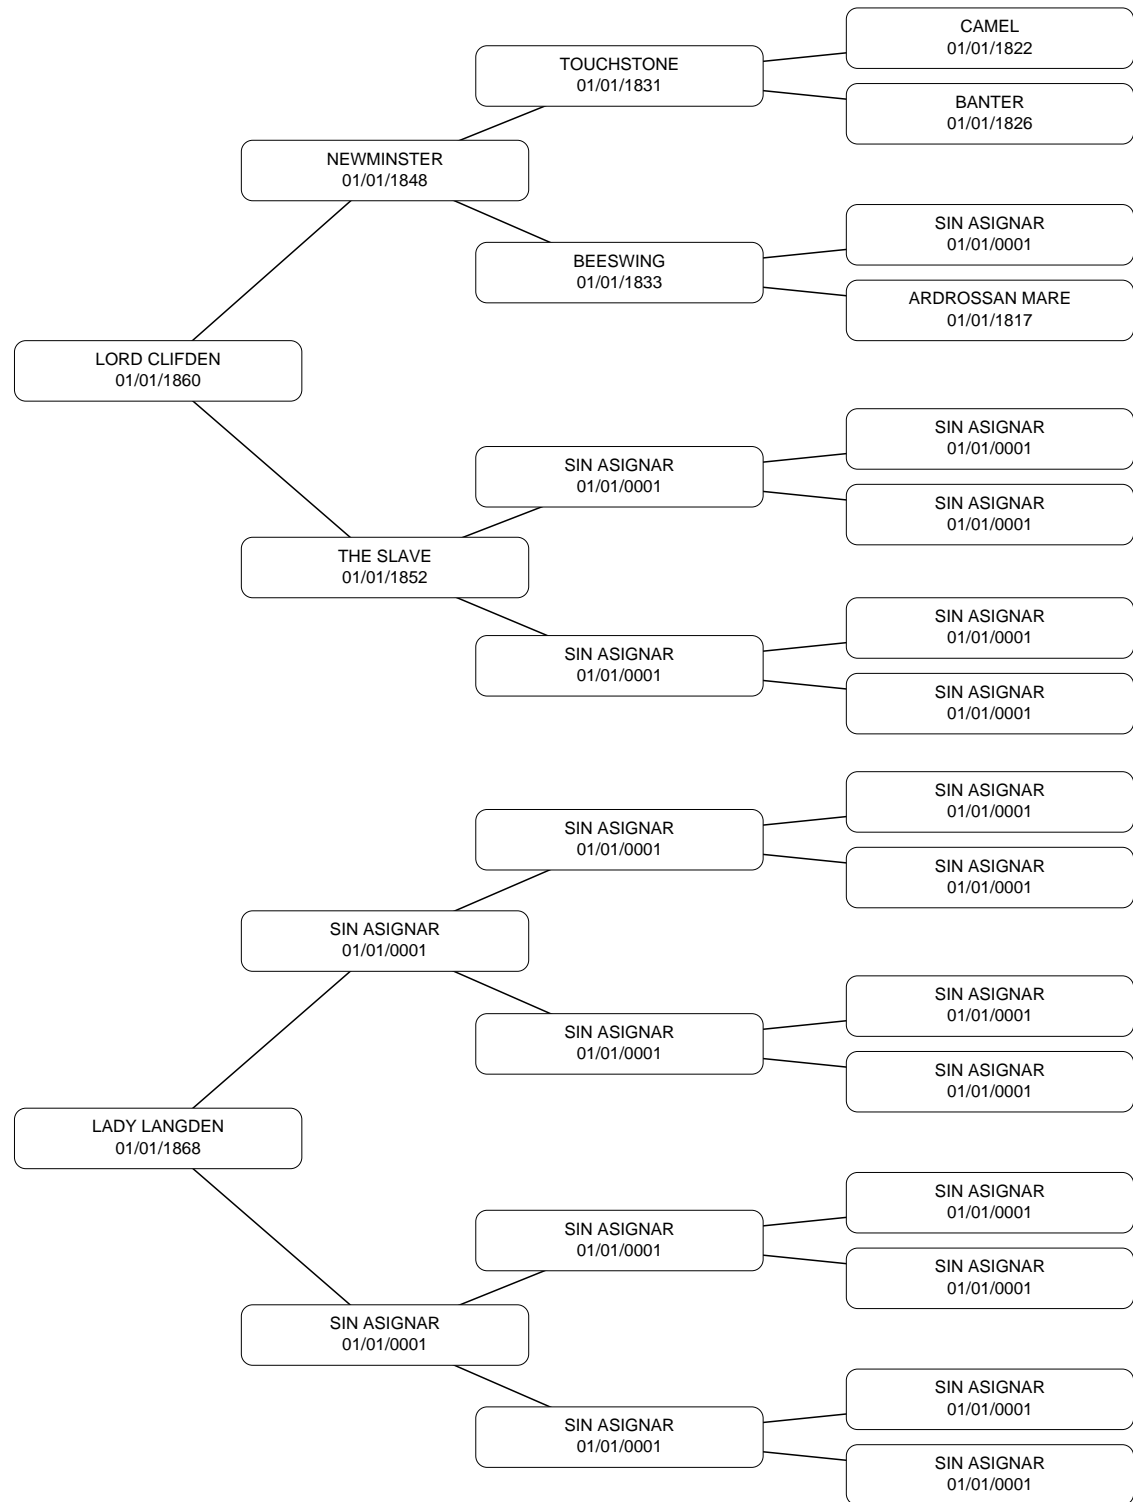 CAMEL
01/01/1822
TOUCHSTONE
01/01/1831
BANTER
01/01/1826
NEWMINSTER
01/01/1848
SIN ASIGNAR
01/01/0001
BEESWING
01/01/1833
ARDROSSAN MARE
01/01/1817
LORD CLIFDEN
01/01/1860
SIN ASIGNAR
01/01/0001
SIN ASIGNAR
01/01/0001
SIN ASIGNAR
01/01/0001
THE SLAVE
01/01/1852
SIN ASIGNAR
01/01/0001
SIN ASIGNAR
01/01/0001
SIN ASIGNAR
01/01/0001
SIN ASIGNAR
01/01/0001
SIN ASIGNAR
01/01/0001
SIN ASIGNAR
01/01/0001
SIN ASIGNAR
01/01/0001
SIN ASIGNAR
01/01/0001
SIN ASIGNAR
01/01/0001
SIN ASIGNAR
01/01/0001
LADY LANGDEN
01/01/1868
SIN ASIGNAR
01/01/0001
SIN ASIGNAR
01/01/0001
SIN ASIGNAR
01/01/0001
SIN ASIGNAR
01/01/0001
SIN ASIGNAR
01/01/0001
SIN ASIGNAR
01/01/0001
SIN ASIGNAR
01/01/0001